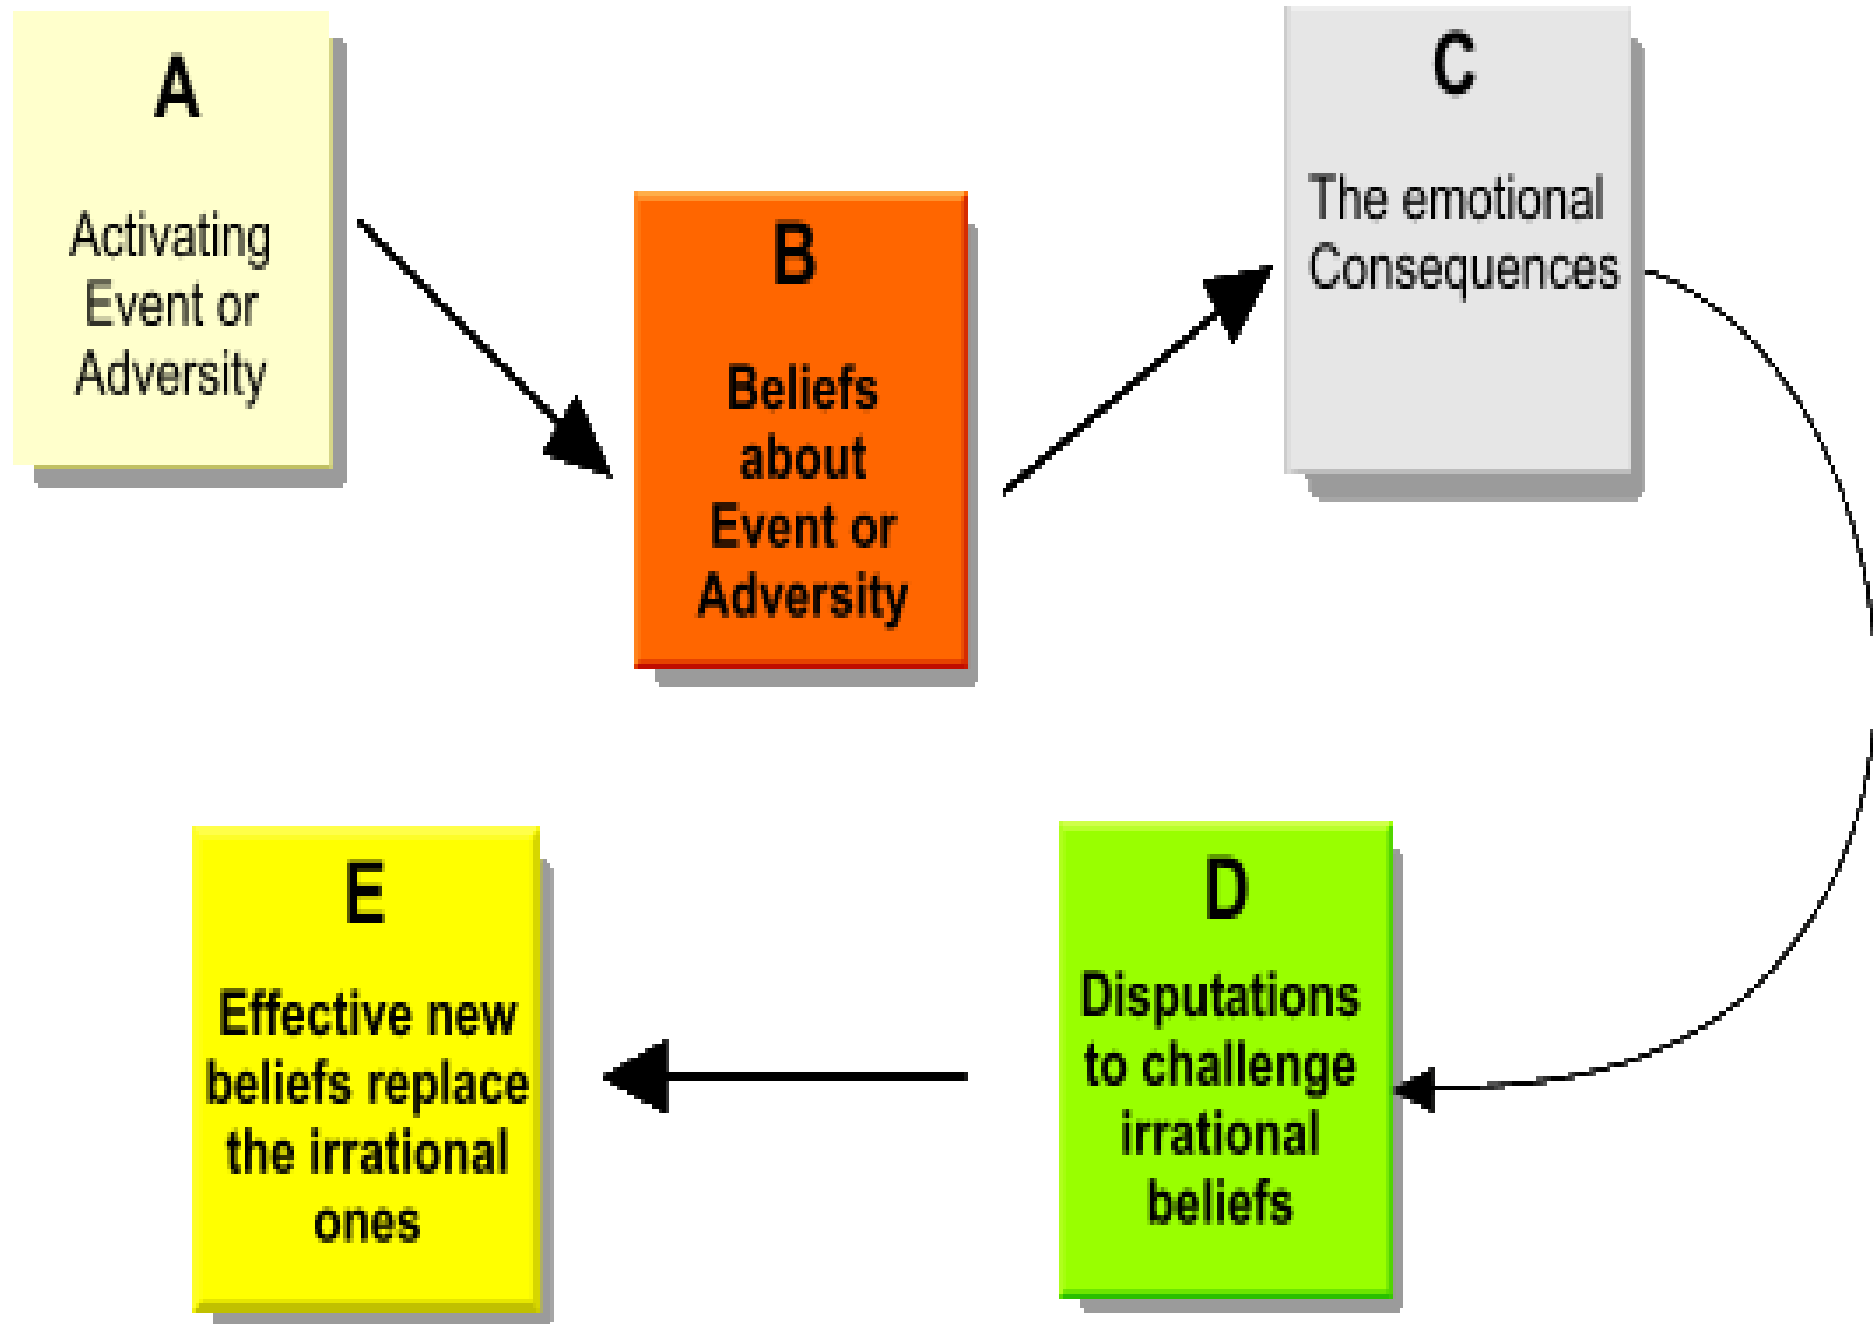 A
Activating
Event or
Adversity
B
Beliefs
about
Event or
Adversity
C
The emotional
Consequences
D
Disputations
to challenge
irrational
beliefs
E
Effective new
beliefs replace
the irrational
ones